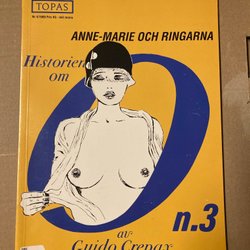 TOPAS
ANNE-MARIE OCH RINGARNA
Historien
om
O
n.3
av
Guido Crepax